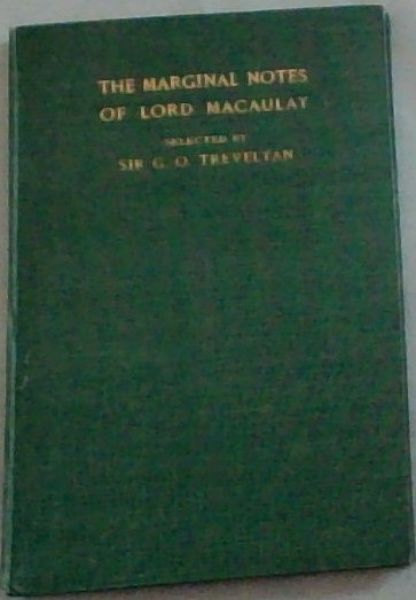 THE MARGINAL NOTES
OF LORD MACAULAY
SELECTED BY
SIR G. O. TREVELYAN